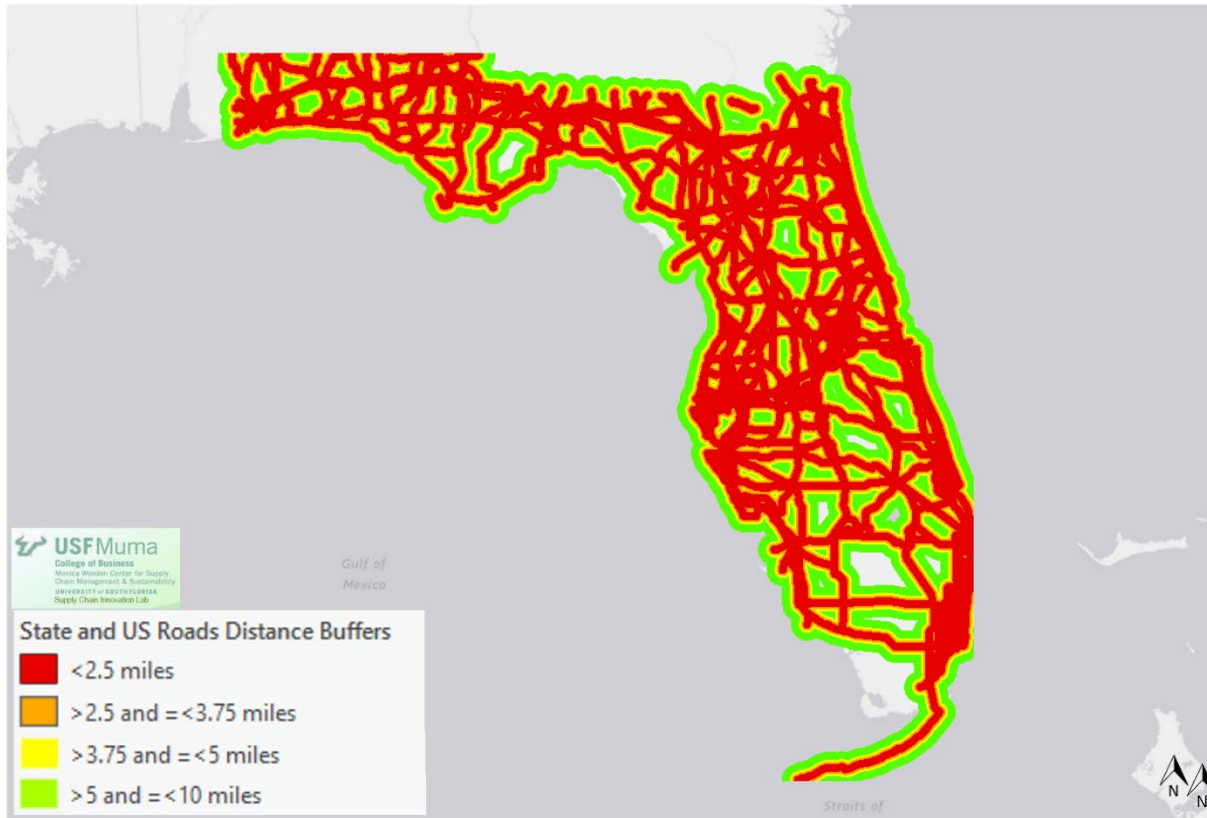 USF Muma
College of Business
Monica Wooden Center for Supply
Chain Management & Sustainability
UNIVERSITY of SOUTH FLORIDA
Supply Chain Innovation Lab
Gulf of
Mexico
State and US Roads Distance Buffers
<2.5 miles
>2.5 and =<3.75 miles
>3.75 and =<5 miles
>5 and =<10 miles
Straits of
N
N